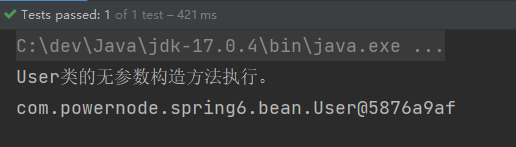 Tests passed: 1 of 1 test – 421 ms
C:\dev\Java\jdk-17.0.4\bin\java.exe ...
User类的无参数构造方法执行。
com.powernode.spring6.bean.User@5876a9af